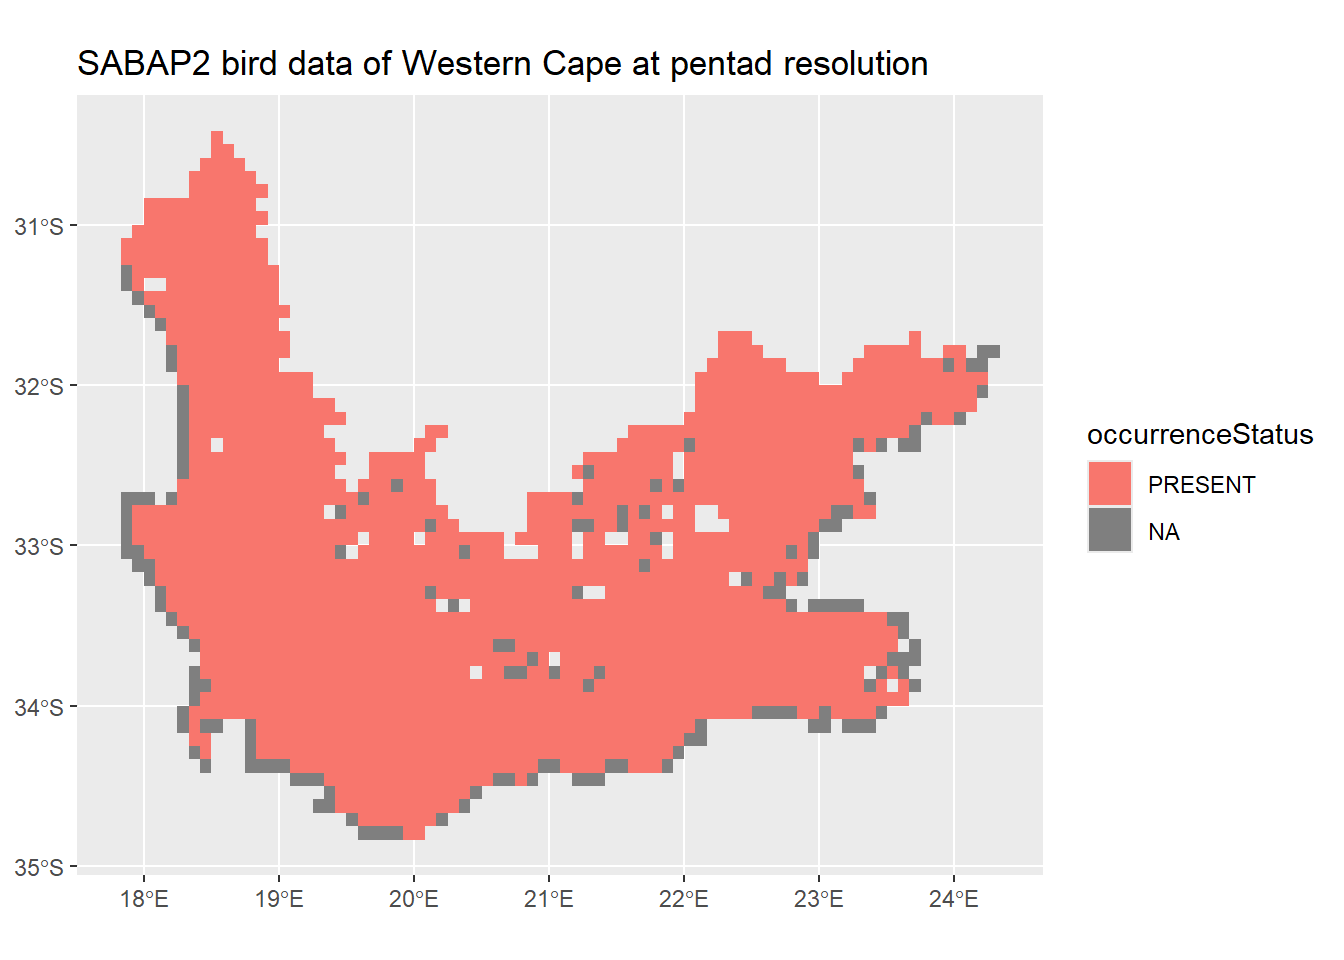 SABAP2 bird data of Western Cape at pentad resolution
31°S
32°S
33°S
34°S
35°S
18°E
19°E
20°E
21°E
22°E
23°E
24°E
occurrenceStatus
PRESENT
NA